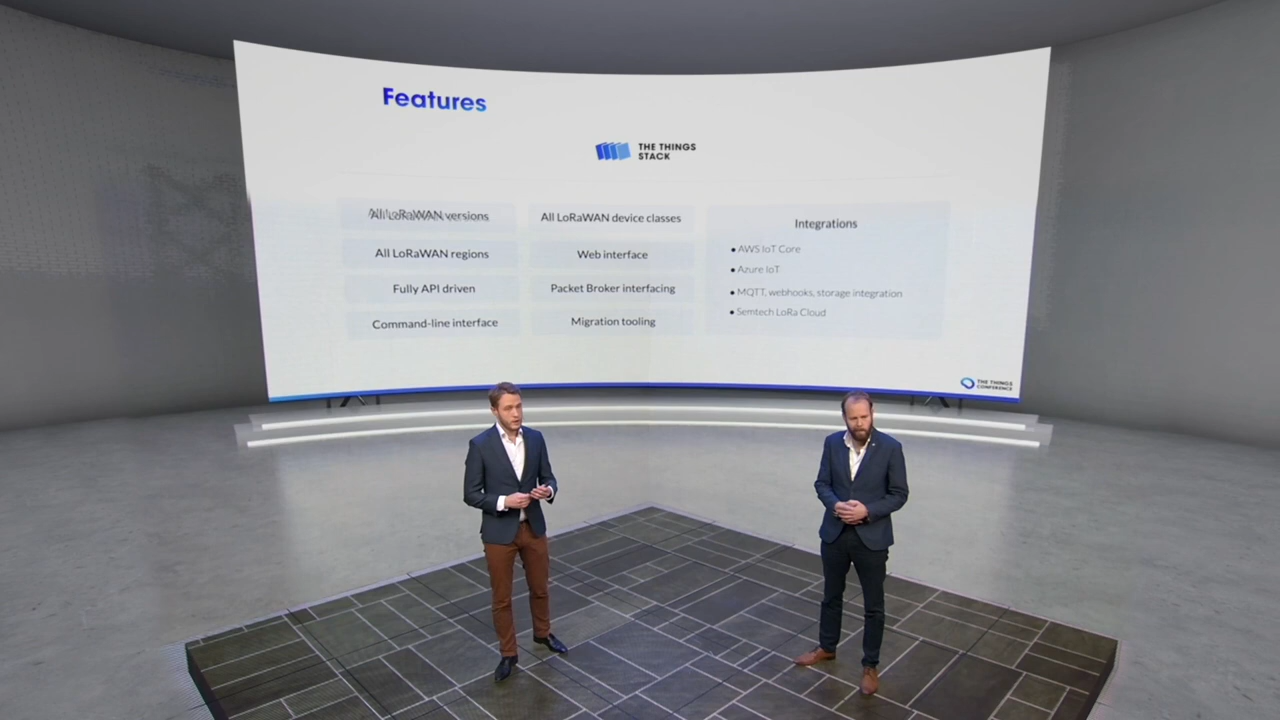 Features
THE THINGS
STACK
All LoRaWAN versions
All LoRaWAN regions
Fully API driven
Command-line interface
All LoRaWAN device classes
Web interface
Packet Broker interfacing
Migration tooling
Integrations
● AWS IoT Core
● Azure IoT
● MQTT, webhooks, storage integration
● Semtech LoRa Cloud
THE THINGS
CONFERENCE